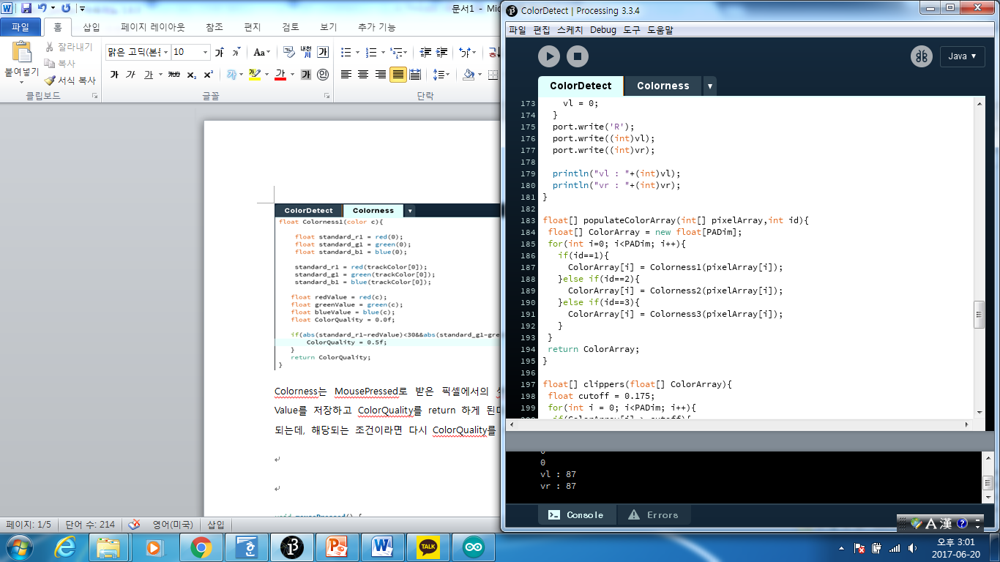 문서1 - Mic
파일
홈
삽입
페이지 레이아웃
참조
편지
검토
보기
추가 기능
붙여넣기
잘라내기
복사
서식 복사
클립보드
맑은 고딕(본문
10
가
가
Aa
내천
가
가
가
가
가가가
x₂
x²
가
가
가
가
글꼴
단락
ColorDetect
Colorness
float Colorness1(color c){
float standard_r1 = red(0);
float standard_g1 = green(0);
float standard_b1 = blue(0);
standard_r1 = red(trackColor[0]);
standard_g1 = green(trackColor[0]);
standard_b1 = blue(trackColor[0]);
float redValue = red(c);
float greenValue = green(c);
float blueValue = blue(c);
float ColorQuality = 0.0f;
if(abs(standard_r1-redValue)<30&&abs(standard_g1-gree
ColorQuality = 0.5f;
}
return ColorQuality;
}
Colorness는 MousePressed로 받은 픽셀에서의
Value를 저장하고 ColorQuality를 return 하게 된다
되는데, 해당되는 조건이라면 다시 ColorQuality를
void mousePressed() {
페이지: 1/5
단어 수: 214
영어(미국)
삽입
ColorDetect | Processing 3.3.4
파일 편집 스케치 Debug 도구 도움말
Java ▼
ColorDetect
Colorness
▼
173 vl = 0;
174 }
175 port.write('R');
176 port.write((int)vl);
177 port.write((int)vr);
178
179 println("vl : "+(int)vl);
180 println("vr : "+(int)vr);
181 }
182
183 float[] populateColorArray(int[] pixelArray,int id){
184 float[] ColorArray = new float[PADim];
185 for(int i=0; i<PADim; i++){
186 if(id==1){
187 ColorArray[i] = Colorness1(pixelArray[i]);
188 }else if(id==2){
189 ColorArray[i] = Colorness2(pixelArray[i]);
190 }else if(id==3){
191 ColorArray[i] = Colorness3(pixelArray[i]);
192 }
193 }
194 return ColorArray;
195 }
196
197 float[] clippers(float[] ColorArray){
198 float cutoff = 0.175;
199 for(int i = 0; i<PADim; i++){
200 if(ColorArray[i] > cutoff){
0
0
vl : 87
vr : 87
Console
Errors
A 漢
TALK
오후 3:01
2017-06-20